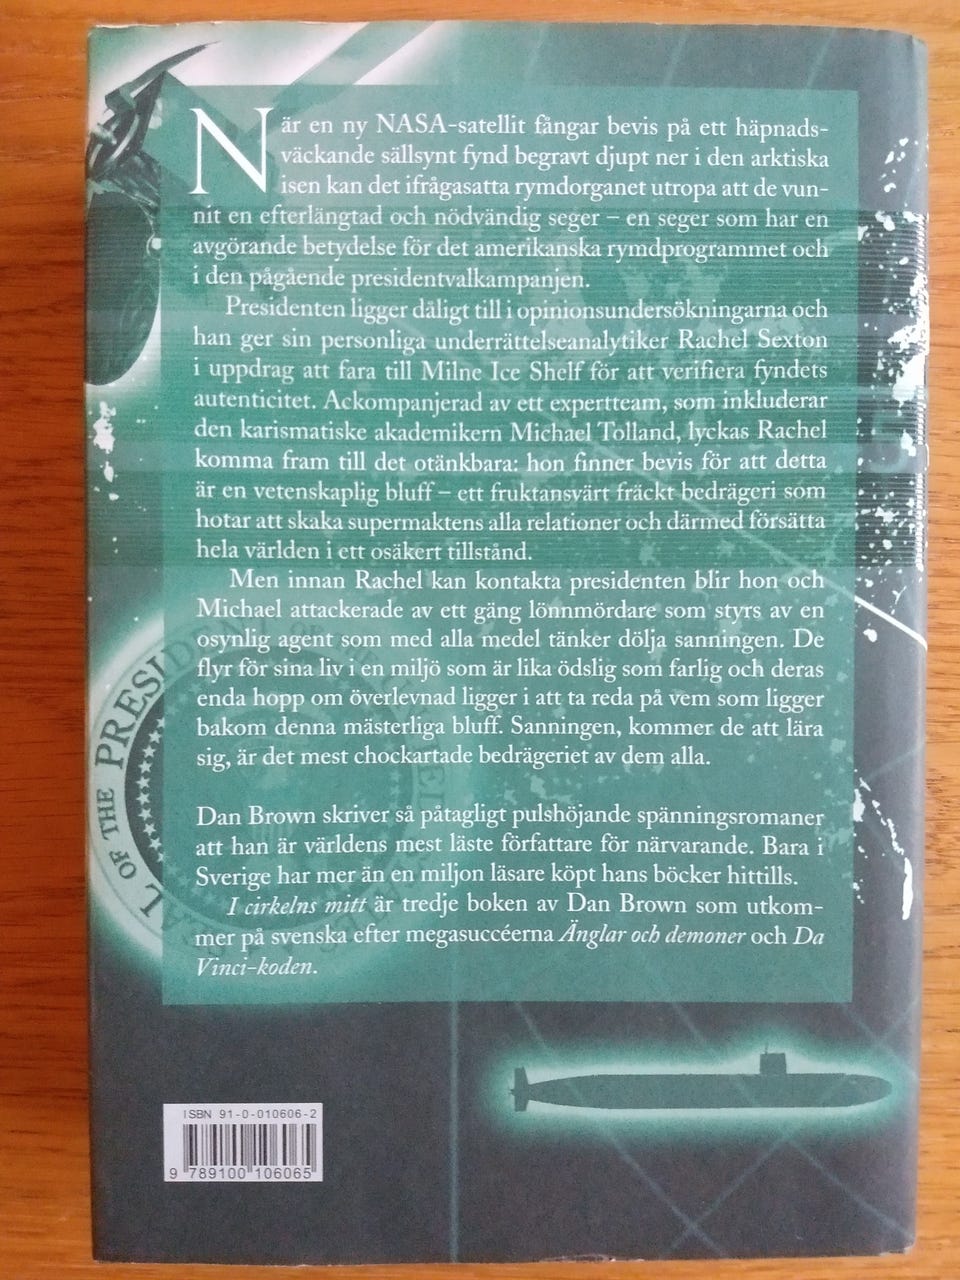 När en ny NASA-satellit fångar bevis på ett häpnads-
väckande sällsynt fynd begravt djupt ner i den arktiska
isen kan det ifrågasatta rymdorganet utropa att de vun-
nit en efterlängtad och nödvändig seger – en seger som har en
avgörande betydelse för det amerikanska rymdprogrammet och
i den pågående presidentvalkampanjen.
Presidenten ligger dåligt till i opinionsundersökningarna och
han ger sin personliga underrättelseanalytiker Rachel Sexton
i uppdrag att fara till Milne Ice Shelf för att verifiera fyndets
autenticitet. Ackompanjerad av ett expertteam, som inkluderar
den karismatiske akademikern Michael Tolland, lyckas Rachel
komma fram till det otänkbara: hon finner bevis för att detta
är en vetenskaplig bluff – ett fruktansvärt fräckt bedrägeri som
hotar att skaka supermaktens alla relationer och därmed försätta
hela världen i ett osäkert tillstånd.
Men innan Rachel kan kontakta presidenten blir hon och
Michael attackerade av ett gäng lönnmördare som styrs av en
osynlig agent som med alla medel tänker dölja sanningen. De
flyr för sina liv i en miljö som är lika ödslig som farlig och deras
enda hopp om överlevnad ligger i att ta reda på vem som ligger
bakom denna mästerliga bluff. Sanningen, kommer de att lära
sig, är det mest chockartade bedrägeriet av dem alla.
Dan Brown skriver så påtagligt pulshöjande spänningsromaner
att han är världens mest läste författare för närvarande. Bara i
Sverige har mer än en miljon läsare köpt hans böcker hittills.
I cirkelns mitt är tredje boken av Dan Brown som utkom-
mer på svenska efter megasuccéerna Änglar och demoner och Da
Vinci-koden.
OF THE PRESIDENT
ISBN 91-0-010606-2
9 789100 106065